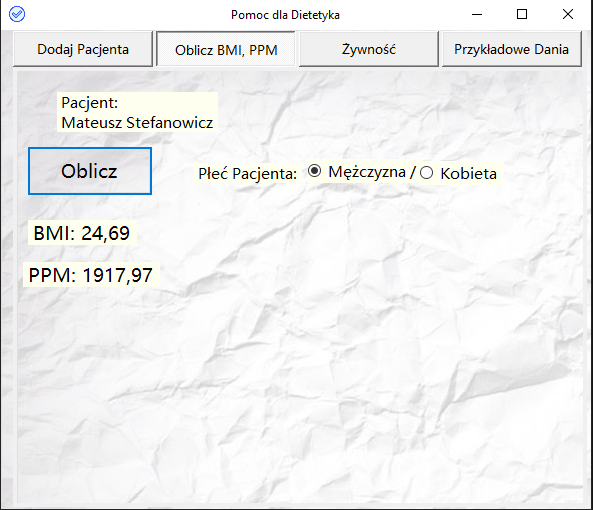 Pomoc dla Dietetyka
Dodaj Pacjenta
Oblicz BMI, PPM
Żywność
Przykładowe Dania
Pacjent:
Mateusz Stefanowicz
Oblicz
Płeć Pacjenta: Mężczyzna / Kobieta
BMI: 24,69
PPM: 1917,97